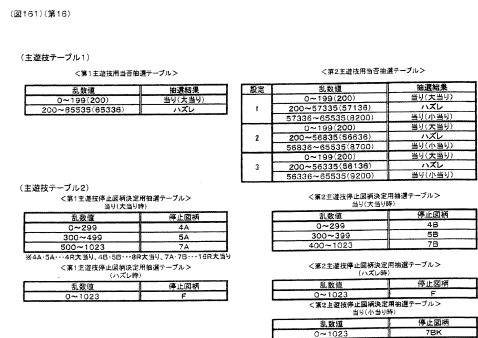 (図161)(第16)
(主遊技テーブル1)
<第1主遊技用当否抽選テーブル>
乱数値 抽選結果
0~199(200) 当り(大当り)
200~65535(65336) ハズレ
<第2主遊技用当否抽選テーブル>
設定 乱数値 抽選結果
1 0~199(200) 当り(大当り)
200~57335(57136) ハズレ
57336~65535(8200) 当り(小当り)
2 0~199(200) 当り(大当り)
200~56835(56636) ハズレ
56836~65535(8700) 当り(小当り)
3 0~199(200) 当り(大当り)
200~56335(56136) ハズレ
56336~65535(9200) 当り(小当り)
(主遊技テーブル2)
<第1主遊技停止図柄決定用抽選テーブル>
当り(大当り時)
乱数値 停止図柄
0~299 4A
300~499 5A
500~1023 7A
※4A・5A・・・4R大当り、4B・5B・・・8R大当り、7A・7B・・・16R大当り
<第1主遊技停止図柄決定用抽選テーブル>
(ハズレ時)
乱数値 停止図柄
0~1023 F
<第2主遊技停止図柄決定用抽選テーブル>
当り(大当り時)
乱数値 停止図柄
0~299 4B
300~399 5B
400~1023 7B
<第2主遊技停止図柄決定用抽選テーブル>
(ハズレ時)
乱数値 停止図柄
0~1023 F
<第2主遊技停止図柄決定用抽選テーブル>
当り(小当り時)
乱数値 停止図柄
0~1023 7BK